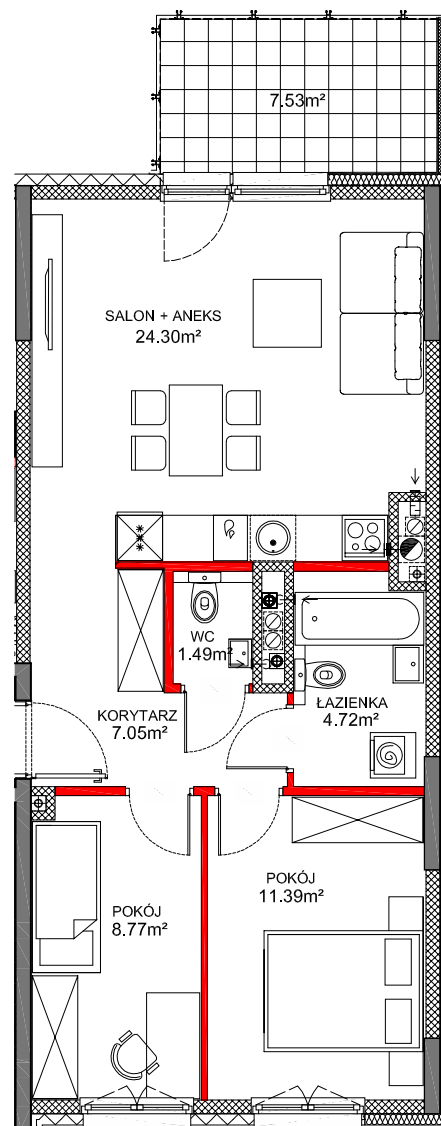 7.53m²
SALON + ANEKS
24.30m²
WC
1.49m²
KORYTARZ
7.05m²
ŁAZIENKA
4.72m²
POKÓJ
11.39m²
POKÓJ
8.77m²